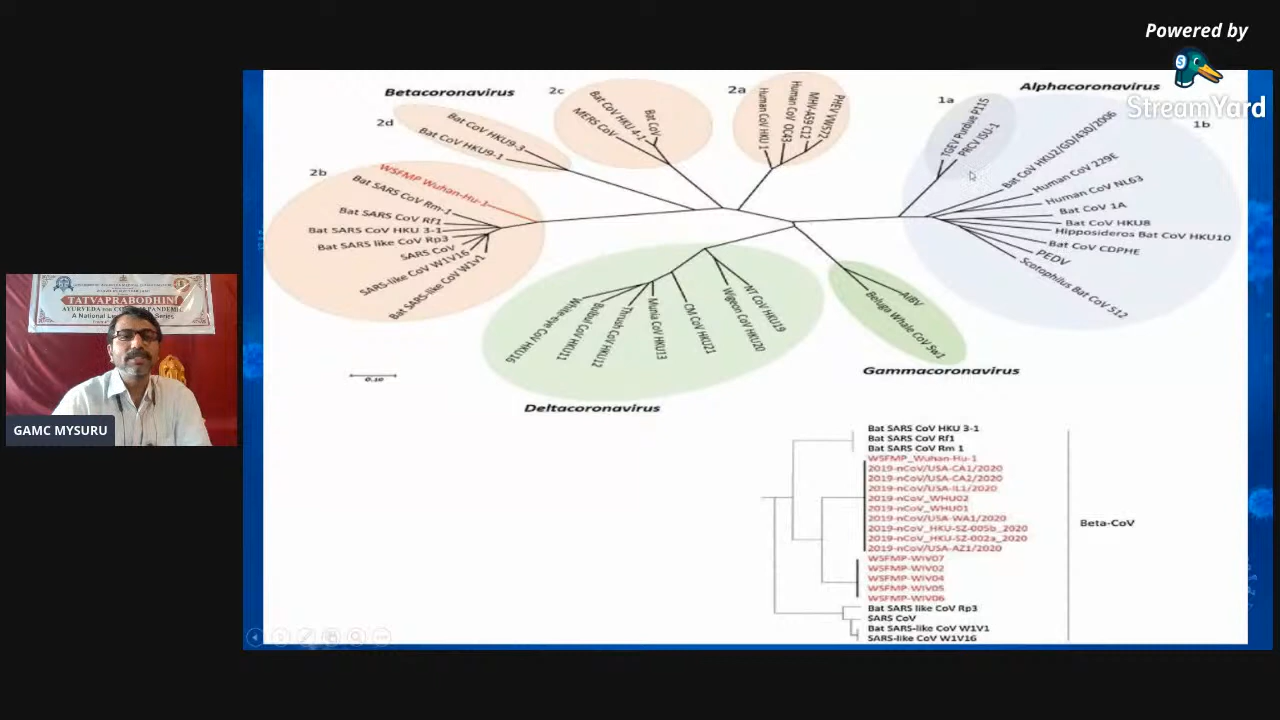 Powered by
StreamYard
Betacoronavirus
2c
2a
Alphacoronavirus
1a
1b
2d
2b
Bat CoV HKU9-3
Bat CoV HKU9-1
Bat CoV HKU 4-1
MERS CoV
Bat CoV
Human CoV HKU 1
Human CoV OC43
MHV-A59 C12
PHEV VW572
TGEV Purdue P115
PRCV ISU-1
Bat CoV HKU2/GD/430/2006
Human CoV 229E
Human CoV NL63
Bat CoV 1A
Bat CoV HKU8
Hipposideros Bat CoV HKU10
Bat CoV CDPHE
PEDV
Scotophilus Bat CoV S12
WSFMP Wuhan-Hu-1
Bat SARS CoV Rm-1
Bat SARS CoV Rf1
Bat SARS CoV HKU 3-1
Bat SARS like CoV Rp3
SARS CoV
SARS-like CoV W1V16
Bat SARS-like CoV W1v1
White-eye CoV HKU16
Bulbul CoV HKU11
Thrush CoV HKU12
Munia CoV HKU13
CM CoV HKU21
Wigeon CoV HKU20
NT CoV HKU19
AIBV
Beluga Whale CoV Sw1
0.10
Deltacoronavirus
Gammacoronavirus
TATVAPRABODHINI
GAMC MYSURU
Bat SARS CoV HKU 3-1
Bat SARS CoV Rf1
Bat SARS CoV Rm 1
WSFMP_Wuhan-Hu-1
2019-nCoV/USA-CA1/2020
2019-nCoV/USA-CA2/2020
2019-nCoV/USA-IL1/2020
2019-nCoV_WHU02
2019-nCoV_WHU01
2019-nCoV/USA-WA1/2020
2019-nCoV_HKU-SZ-005b_2020
2019-nCoV_HKU-SZ-002a_2020
2019-nCoV/USA-AZ1/2020
WSFMP-WIV07
WSFMP-WIV02
WSFMP-WIV04
WSFMP-WIV05
WSFMP-WIV06
Bat SARS like CoV Rp3
SARS CoV
Bat SARS-like CoV W1V1
SARS-like CoV W1V16
Beta-CoV